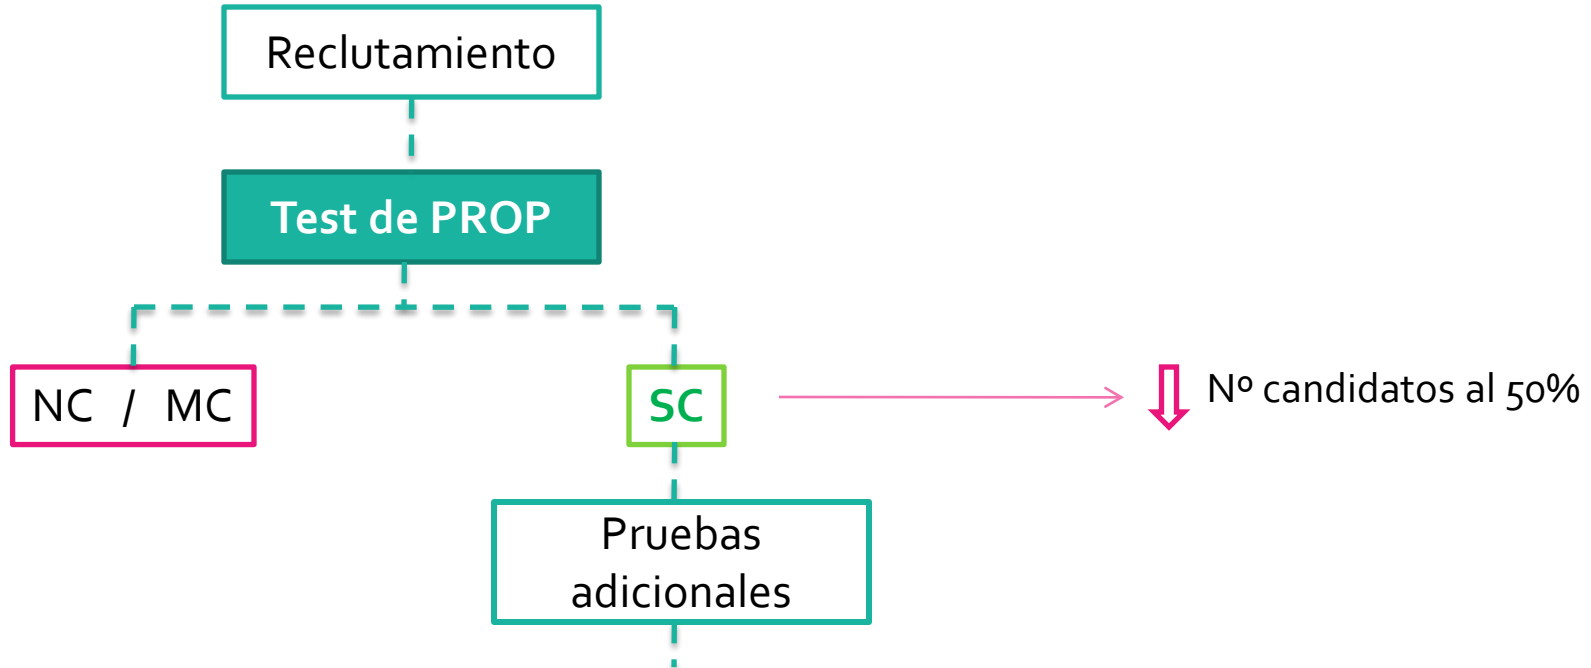 Reclutamiento
Test de PROP
NC / MC
SC
Nº candidatos al 50%
Pruebas
adicionales